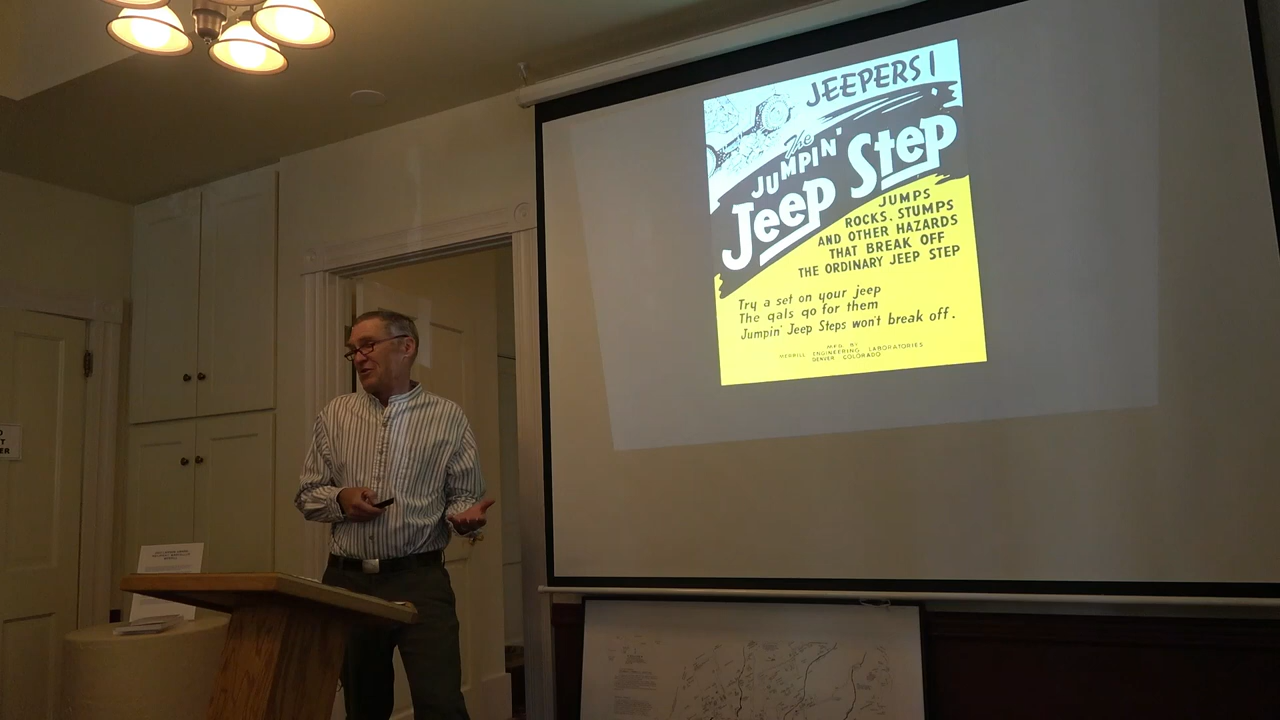 JEEPERS!
The
JUMPIN'
Jeep Step
JUMPS
ROCKS, STUMPS
AND OTHER HAZARDS
THAT BREAK OFF
THE ORDINARY JEEP STEP
Try a set on your jeep
The gals go for them
Jumpin' Jeep Steps won't break off.
MFG BY
MERRILL ENGINEERING LABORATORIES
DENVER COLORADO